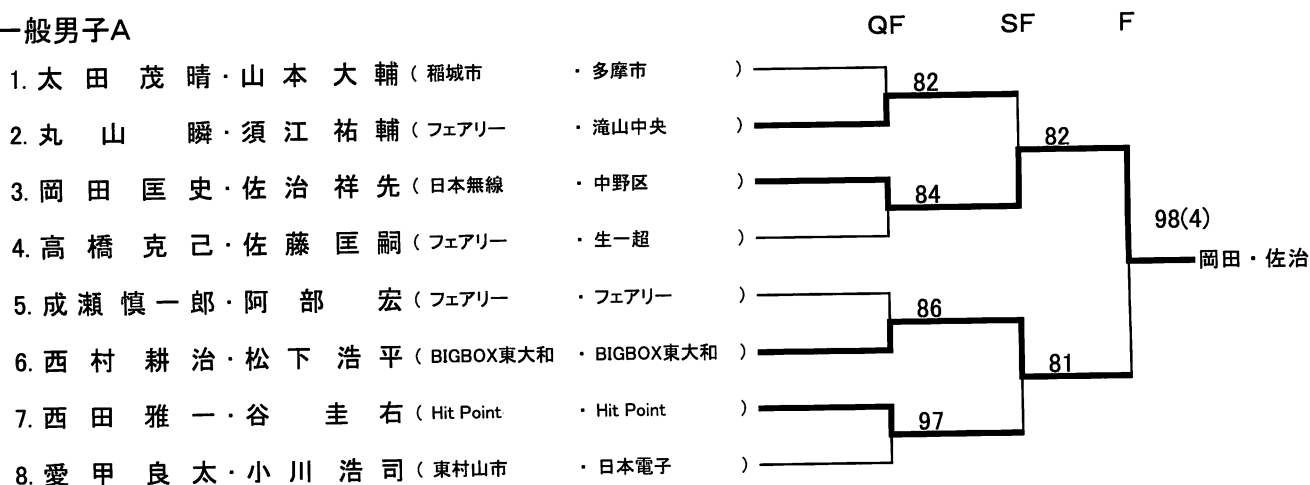 一般男子A
QF SF F
1. 太田茂晴・山本大輔 ( 稲城市 ・ 多摩市 )
82
2. 丸山瞬・須江祐輔 ( フェアリー ・ 滝山中央 )
82
3. 岡田匡史・佐治祥先 ( 日本無線 ・ 中野区 )
84
98(4)
4. 高橋克己・佐藤匡嗣 ( フェアリー ・ 生一超 )
岡田・佐治
5. 成瀬慎一郎・阿部宏 ( フェアリー ・ フェアリー )
86
6. 西村耕治・松下浩平 ( BIGBOX東大和 ・ BIGBOX東大和 )
81
7. 西田雅一・谷圭右 ( Hit Point ・ Hit Point )
97
8. 愛甲良太・小川浩司 ( 東村山市 ・ 日本電子 )